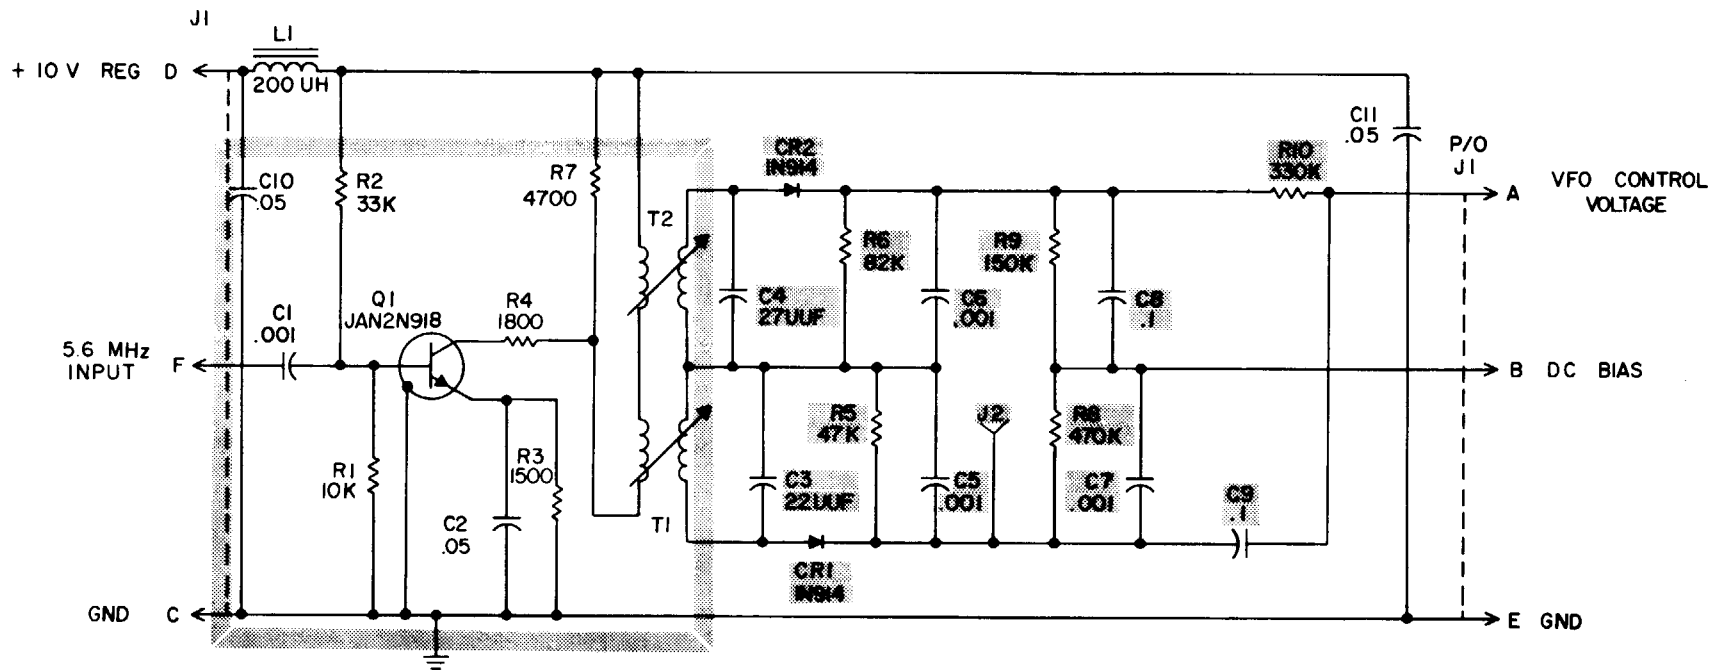 J1
L1
+ 10 V REG D
200 UH
C11
.05
P/O
J1
CR2
1N914
R10
330K
R7
4700
C10
.05
R2
33K
A VFO CONTROL
VOLTAGE
T2
R6
82K
R9
150K
C4
27UUF
C6
.001
C8
.1
Q1
JAN2N918
R4
1800
C1
.001
5.6 MHz
INPUT F
B DC BIAS
R5
47K
J2
R8
470K
R3
1500
R1
10K
C3
22UUF
C5
.001
C7
.001
C9
.1
C2
.05
T1
CR1
1N914
GND C
E GND